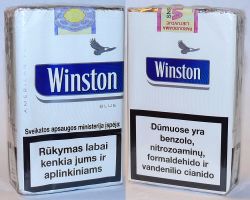 Winston
BLUE
Sveikatos apsaugos ministerija įspėja:
Rūkymas labai
kenkia jums ir
aplinkiniams
Winston
Dūmuose yra
benzolo,
nitrozoaminų,
formaldehido ir
vandenilio cianido